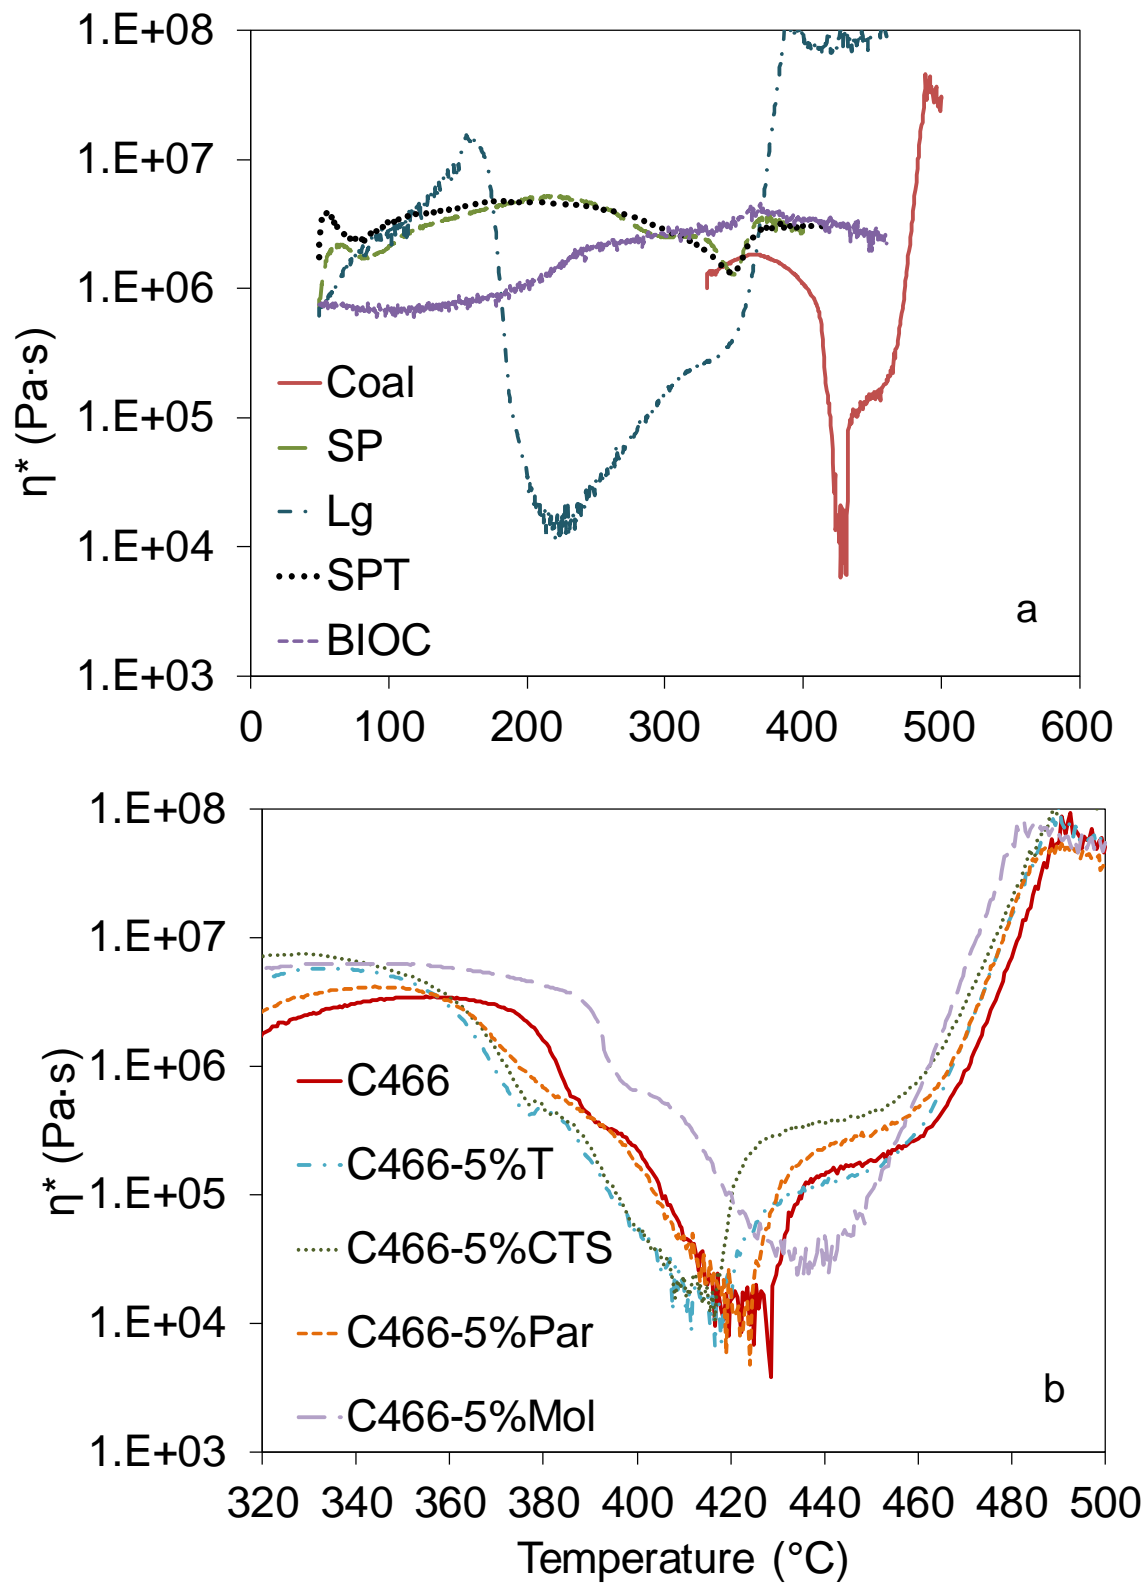 1.E+08
1.E+07
1.E+06
1.E+05
1.E+04
1.E+03
η* (Pa·s)
Coal
SP
Lg
SPT
BIOC
a
0 100 200 300 400 500 600
1.E+08
1.E+07
1.E+06
1.E+05
1.E+04
1.E+03
η* (Pa·s)
C466
C466-5%T
C466-5%CTS
C466-5%Par
C466-5%Mol
b
320 340 360 380 400 420 440 460 480 500
Temperature (°C)